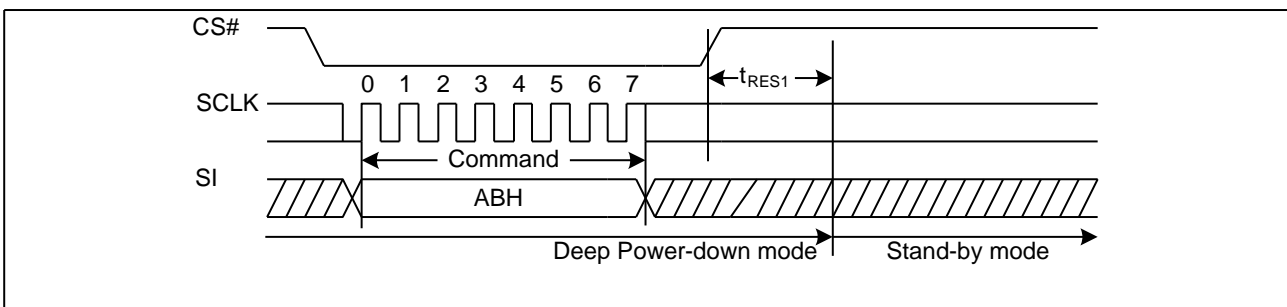 CS#
0 1 2 3 4 5 6 7
tRES1
SCLK
Command
SI
ABH
Deep Power-down mode Stand-by mode